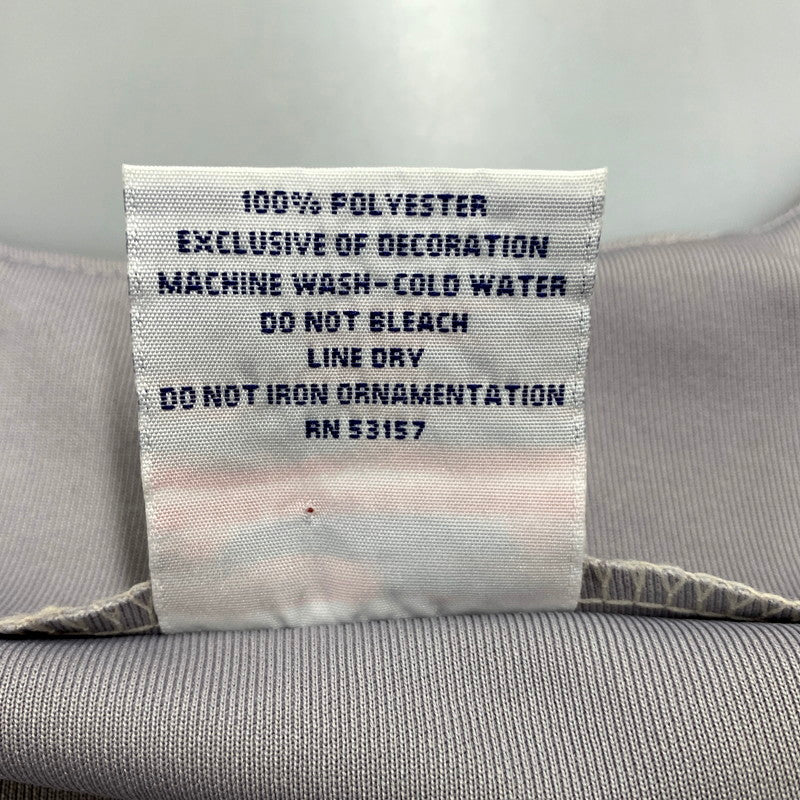 100% POLYESTER
EXCLUSIVE OF DECORATION
MACHINE WASH-COLD WATER
DO NOT BLEACH
LINE DRY
DO NOT IRON ORNAMENTATION
RN 53157